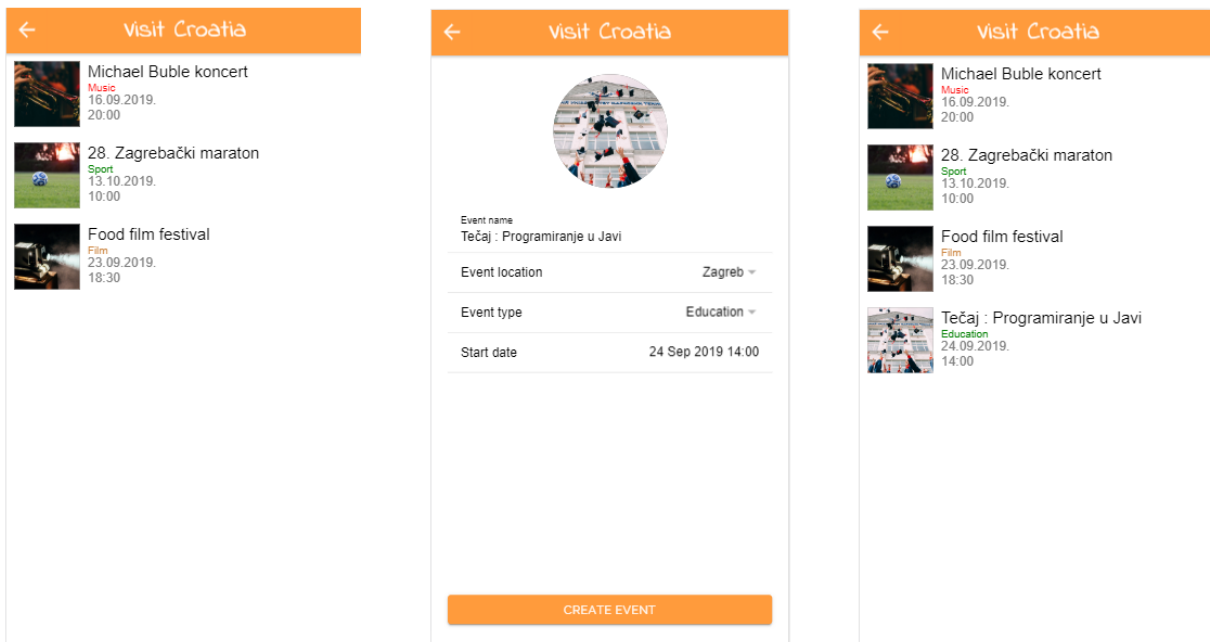 Visit Croatia
Michael Buble koncert
Music
16.09.2019.
20:00
28. Zagrebački maraton
Sport
13.10.2019.
10:00
Food film festival
Film
23.09.2019.
18:30
Visit Croatia
Event name
Tečaj : Programiranje u Javi
Event location Zagreb
Event type Education
Start date 24 Sep 2019 14:00
CREATE EVENT
Visit Croatia
Michael Buble koncert
Music
16.09.2019.
20:00
28. Zagrebački maraton
Sport
13.10.2019.
10:00
Food film festival
Film
23.09.2019.
18:30
Tečaj : Programiranje u Javi
Education
24.09.2019.
14:00